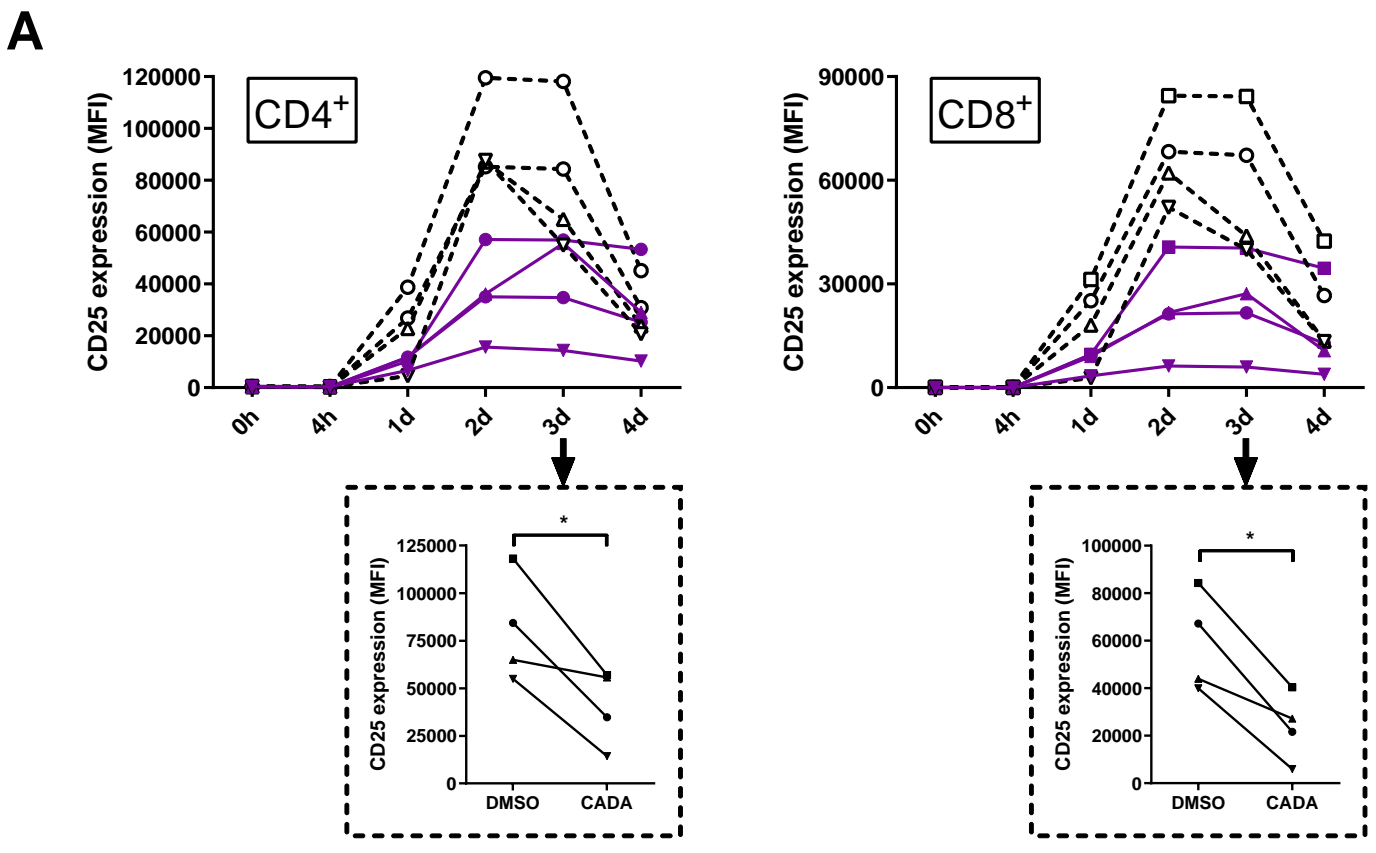 A
CD25 expression (MFI)
120000
100000
80000
60000
40000
20000
0
CD4+
0h
4h
1d
2d
3d
4d
CD25 expression (MFI)
90000
60000
30000
0
CD8+
0h
4h
1d
2d
3d
4d
CD25 expression (MFI)
125000
100000
75000
50000
25000
0
*
DMSO
CADA
CD25 expression (MFI)
100000
80000
60000
40000
20000
0
*
DMSO
CADA